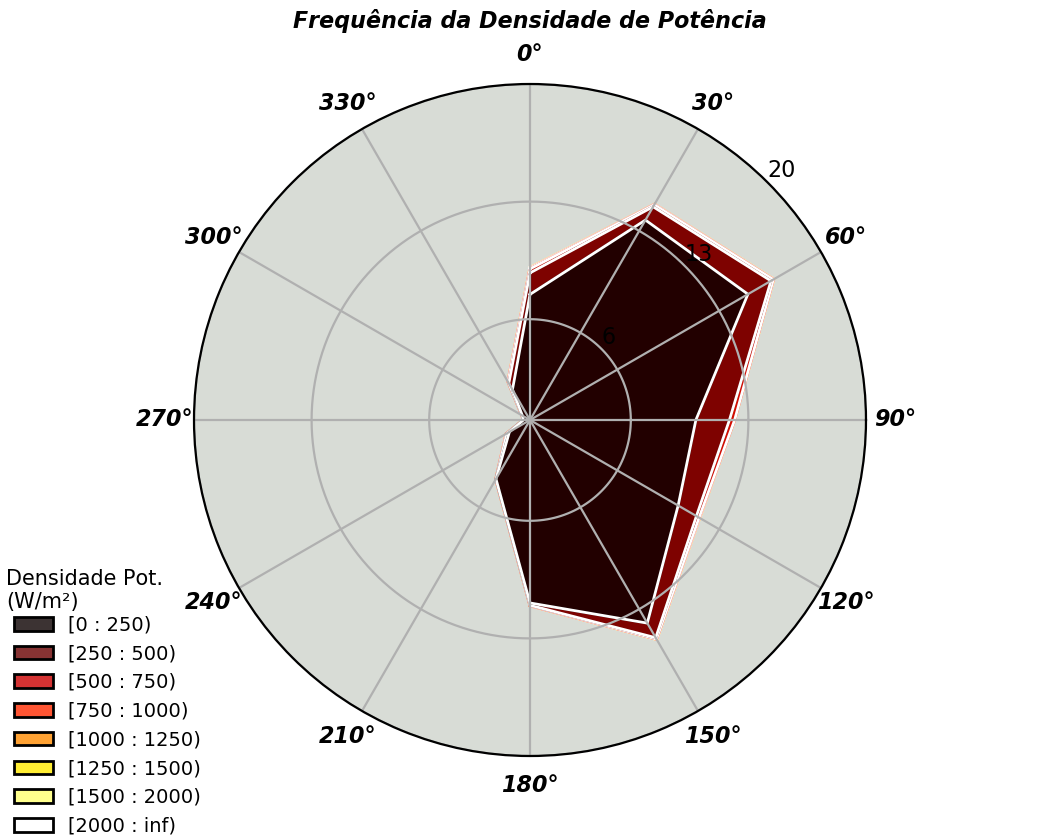 Frequência da Densidade de Potência
0°
330°
30°
20
300°
60°
13
6
270°
90°
240°
120°
210°
150°
180°
Densidade Pot.
(W/m²)
[0 : 250)
[250 : 500)
[500 : 750)
[750 : 1000)
[1000 : 1250)
[1250 : 1500)
[1500 : 2000)
[2000 : inf)